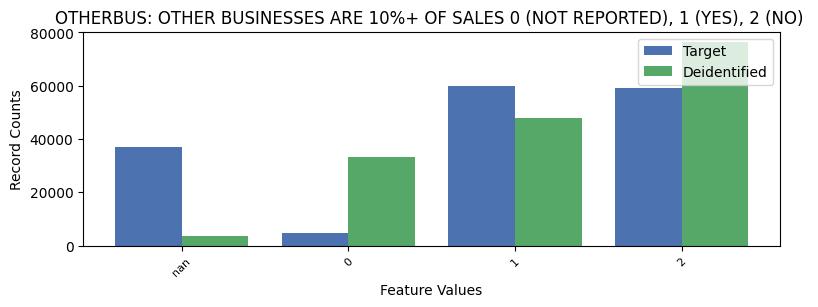 OTHERBUS: OTHER BUSINESSES ARE 10%+ OF SALES 0 (NOT REPORTED), 1 (YES), 2 (NO)
80000
60000
40000
20000
0
Record Counts
Target
Deidentified
nan
0
1
2
Feature Values